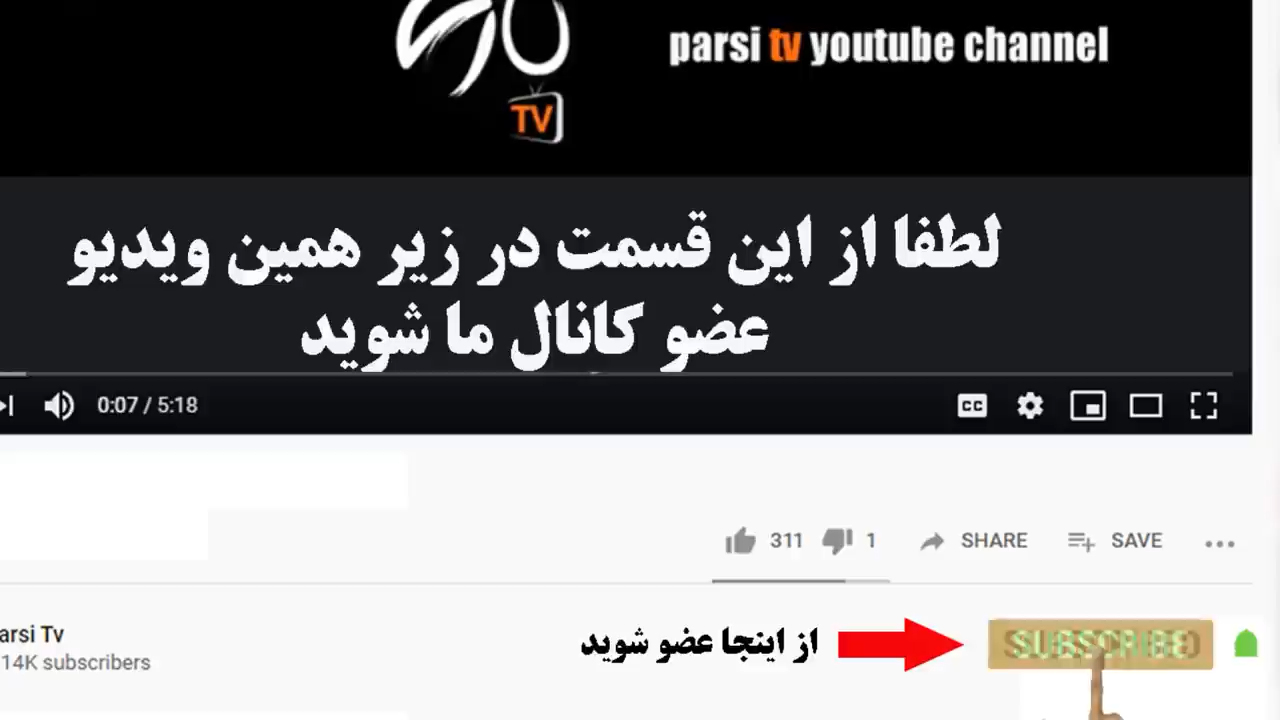 TV
parsi tv youtube channel
لطفا از این قسمت در زیر همین ویدیو
عضو کانال ما شوید
0:07 / 5:18
CC
311
1
SHARE
SAVE
arsi Tv
14K subscribers
از اینجا عضو شوید
SUBSCRIBE